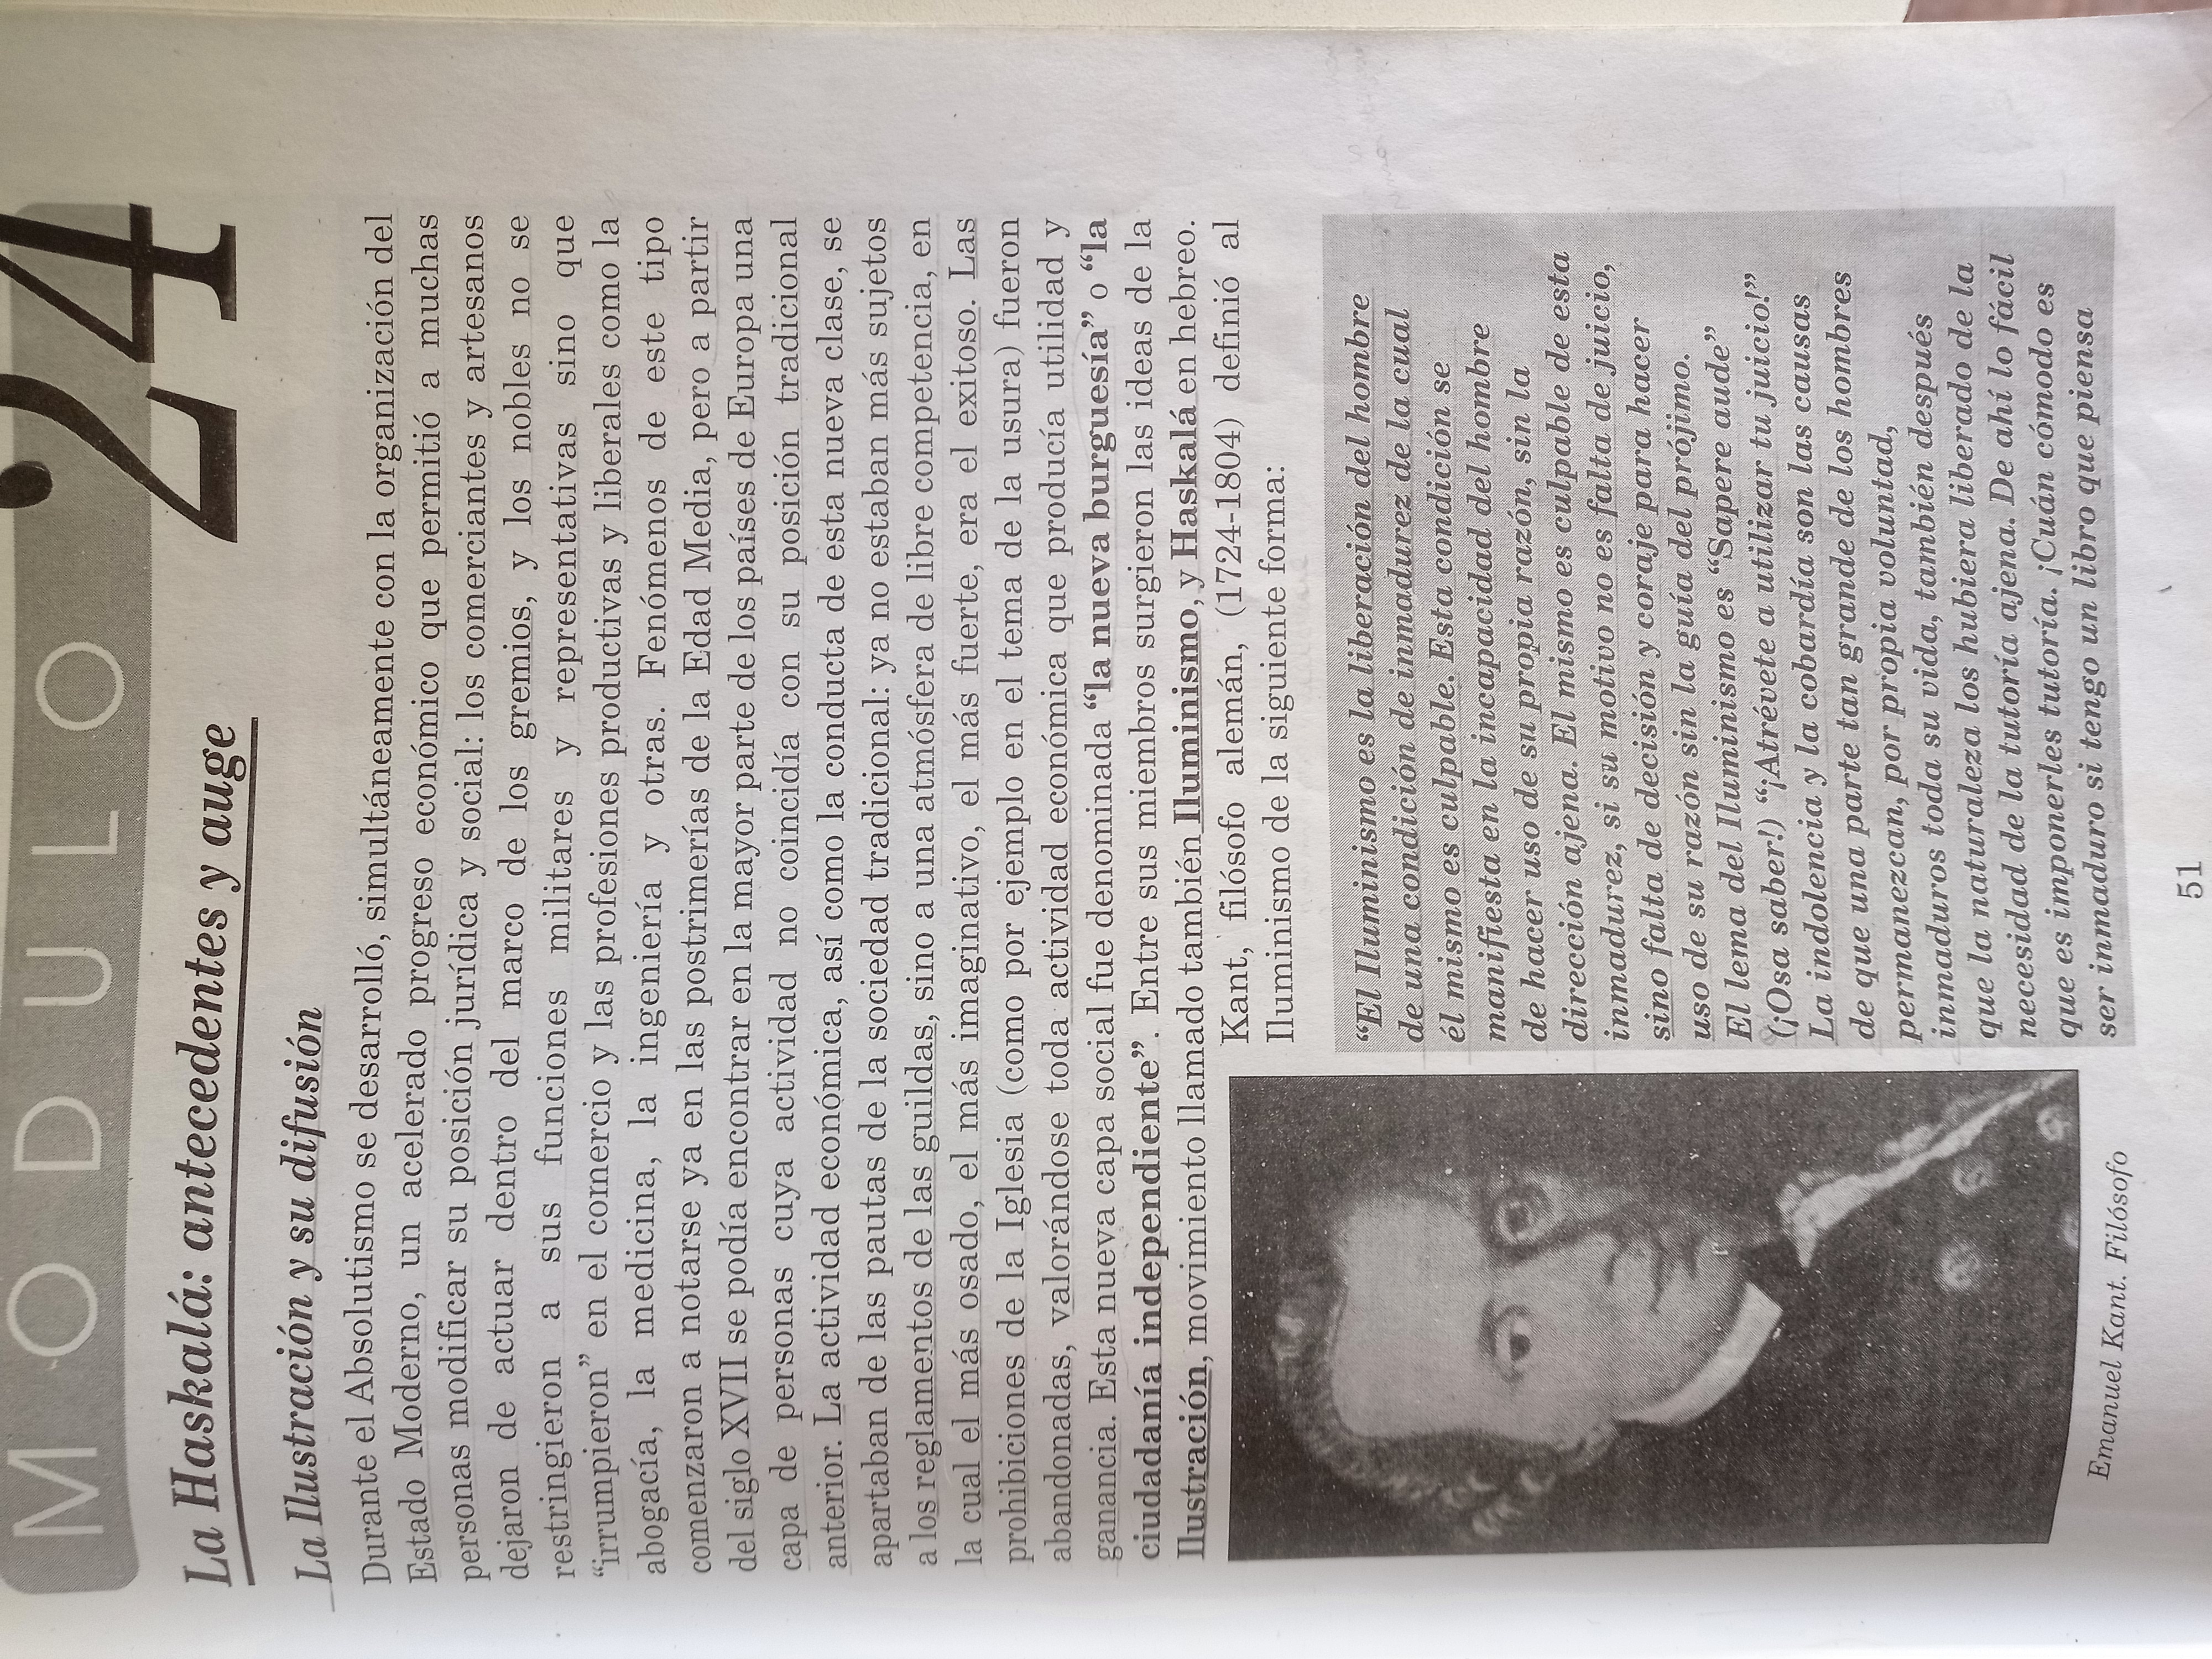 MODULO 24
La Haskalá: antecedentes y auge
La Ilustración y su difusión
Durante el Absolutismo se desarrolló, simultáneamente con la organización del
Estado Moderno, un acelerado progreso económico que permitió a muchas
personas modificar su posición jurídica y social: los comerciantes y artesanos
dejaron de actuar dentro del marco de los gremios, y los nobles no se
restringieron a sus funciones militares y representativas sino que
“irrumpieron” en el comercio y las profesiones productivas y liberales como la
abogacía, la medicina, la ingeniería y otras. Fenómenos de este tipo
comenzaron a notarse ya en las postrimerías de la Edad Media, pero a partir
del siglo XVII se podía encontrar en la mayor parte de los países de Europa una
capa de personas cuya actividad no coincidía con su posición tradicional
anterior. La actividad económica, así como la conducta de esta nueva clase, se
apartaban de las pautas de la sociedad tradicional: ya no estaban más sujetos
a los reglamentos de las guildas, sino a una atmósfera de libre competencia, en
la cual el más osado, el más imaginativo, el más fuerte, era el exitoso. Las
prohibiciones de la Iglesia (como por ejemplo en el tema de la usura) fueron
abandonadas, valorándose toda actividad económica que producía utilidad y
ganancia. Esta nueva capa social fue denominada “la nueva burguesía” o “la
ciudadanía independiente”. Entre sus miembros surgieron las ideas de la
Ilustración, movimiento llamado también Iluminismo, y Haskalá en hebreo.
Kant, filósofo alemán, (1724-1804) definió al
Iluminismo de la siguiente forma:
“El Iluminismo es la liberación del hombre
de una condición de inmadurez de la cual
él mismo es culpable. Esta condición se
manifiesta en la incapacidad del hombre
de hacer uso de su propia razón, sin la
dirección ajena. El mismo es culpable de esta
inmadurez, si su motivo no es falta de juicio,
sino falta de decisión y coraje para hacer
uso de su razón sin la guía del prójimo.
El lema del Iluminismo es “Sapere aude”
(¡Osa saber!) “¡Atrévete a utilizar tu juicio!”
La indolencia y la cobardía son las causas
de que una parte tan grande de los hombres
permanezcan, por propia voluntad,
inmaduros toda su vida, también después
que la naturaleza los hubiera liberado de la
necesidad de la tutoría ajena. De ahí lo fácil
que es imponerles tutoría. ¡Cuán cómodo es
ser inmaduro si tengo un libro que piensa
Emanuel Kant. Filósofo
51